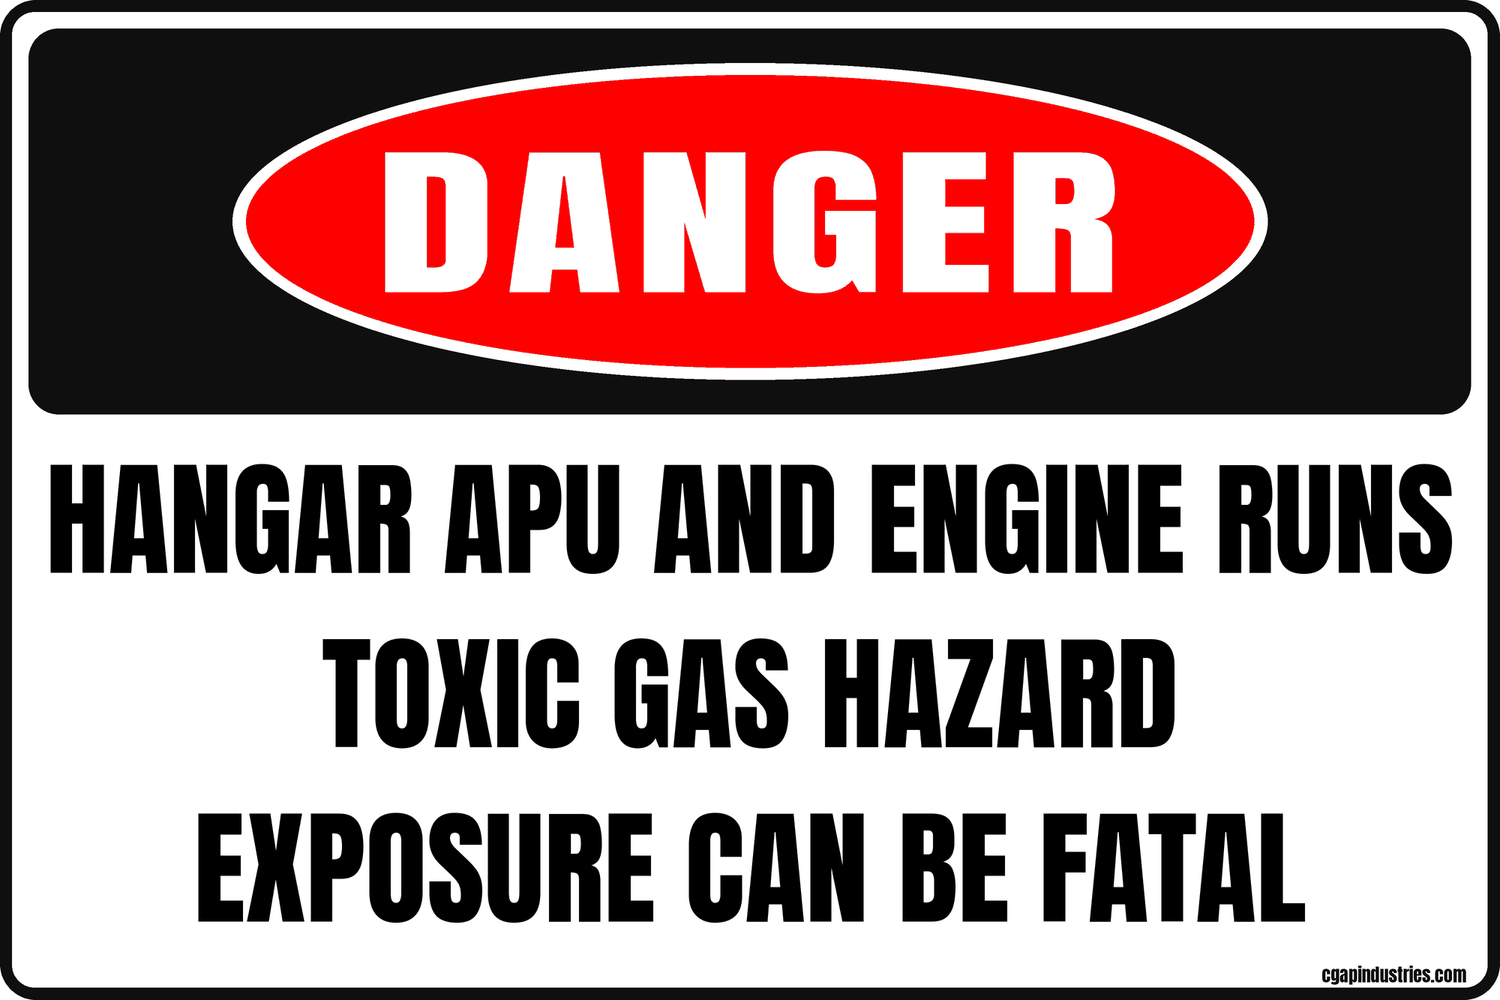 DANGER
HANGAR APU AND ENGINE RUNS
TOXIC GAS HAZARD
EXPOSURE CAN BE FATAL
cgapindustries.com